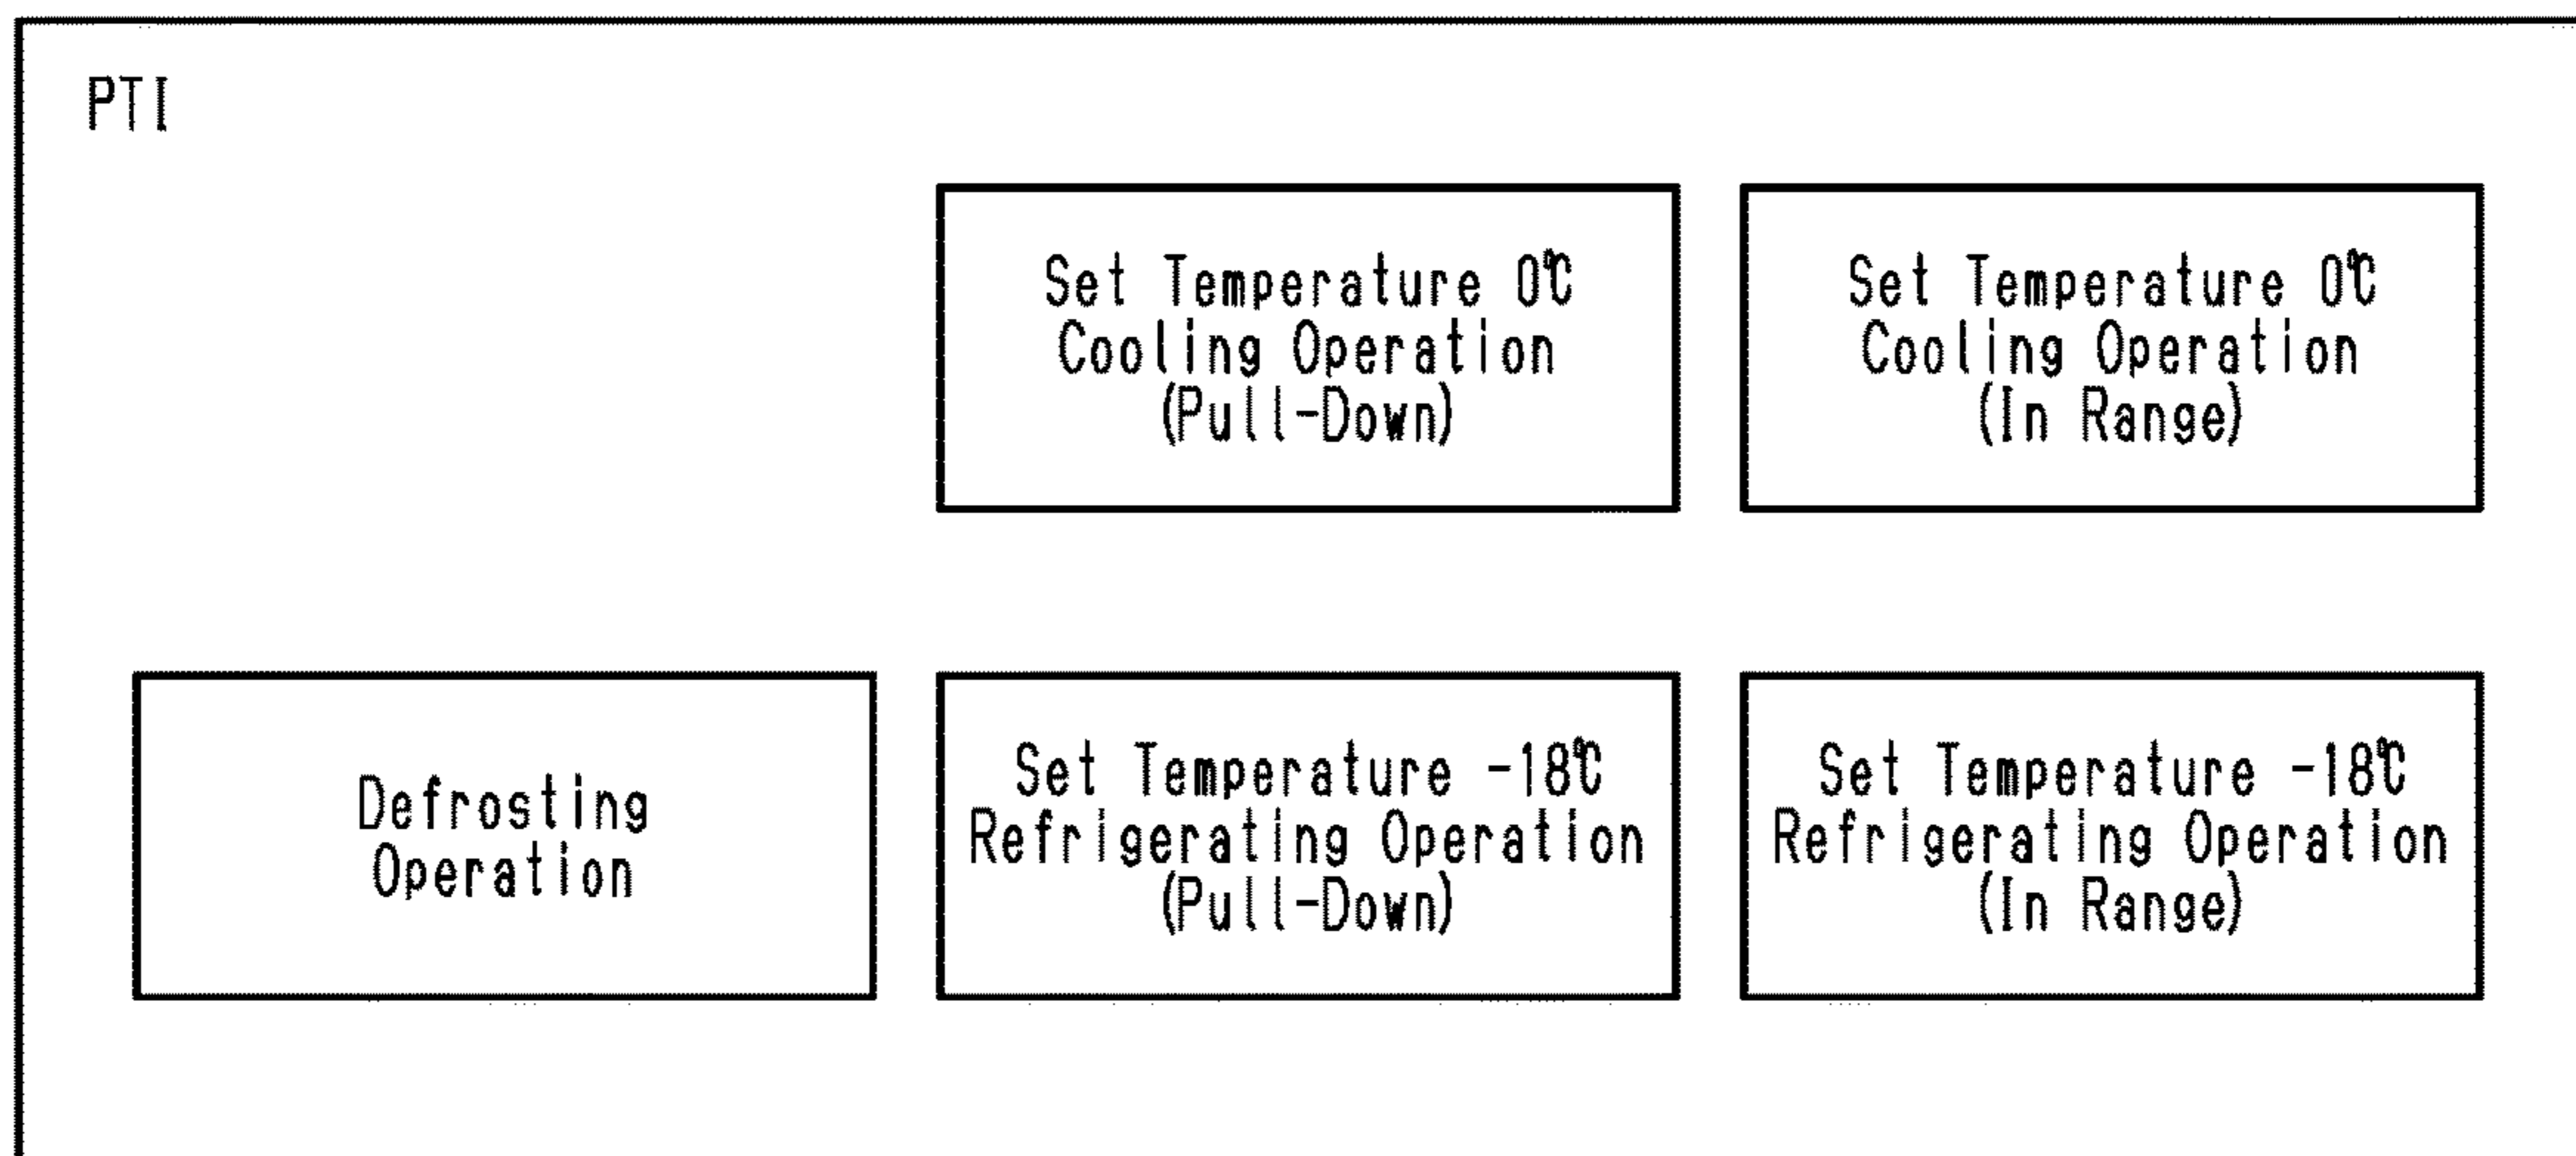 PTI
Set Temperature 0℃
Cooling Operation
(Pull-Down)
Set Temperature 0℃
Cooling Operation
(In Range)
Defrosting
Operation
Set Temperature -18℃
Refrigerating Operation
(Pull-Down)
Set Temperature -18℃
Refrigerating Operation
(In Range)